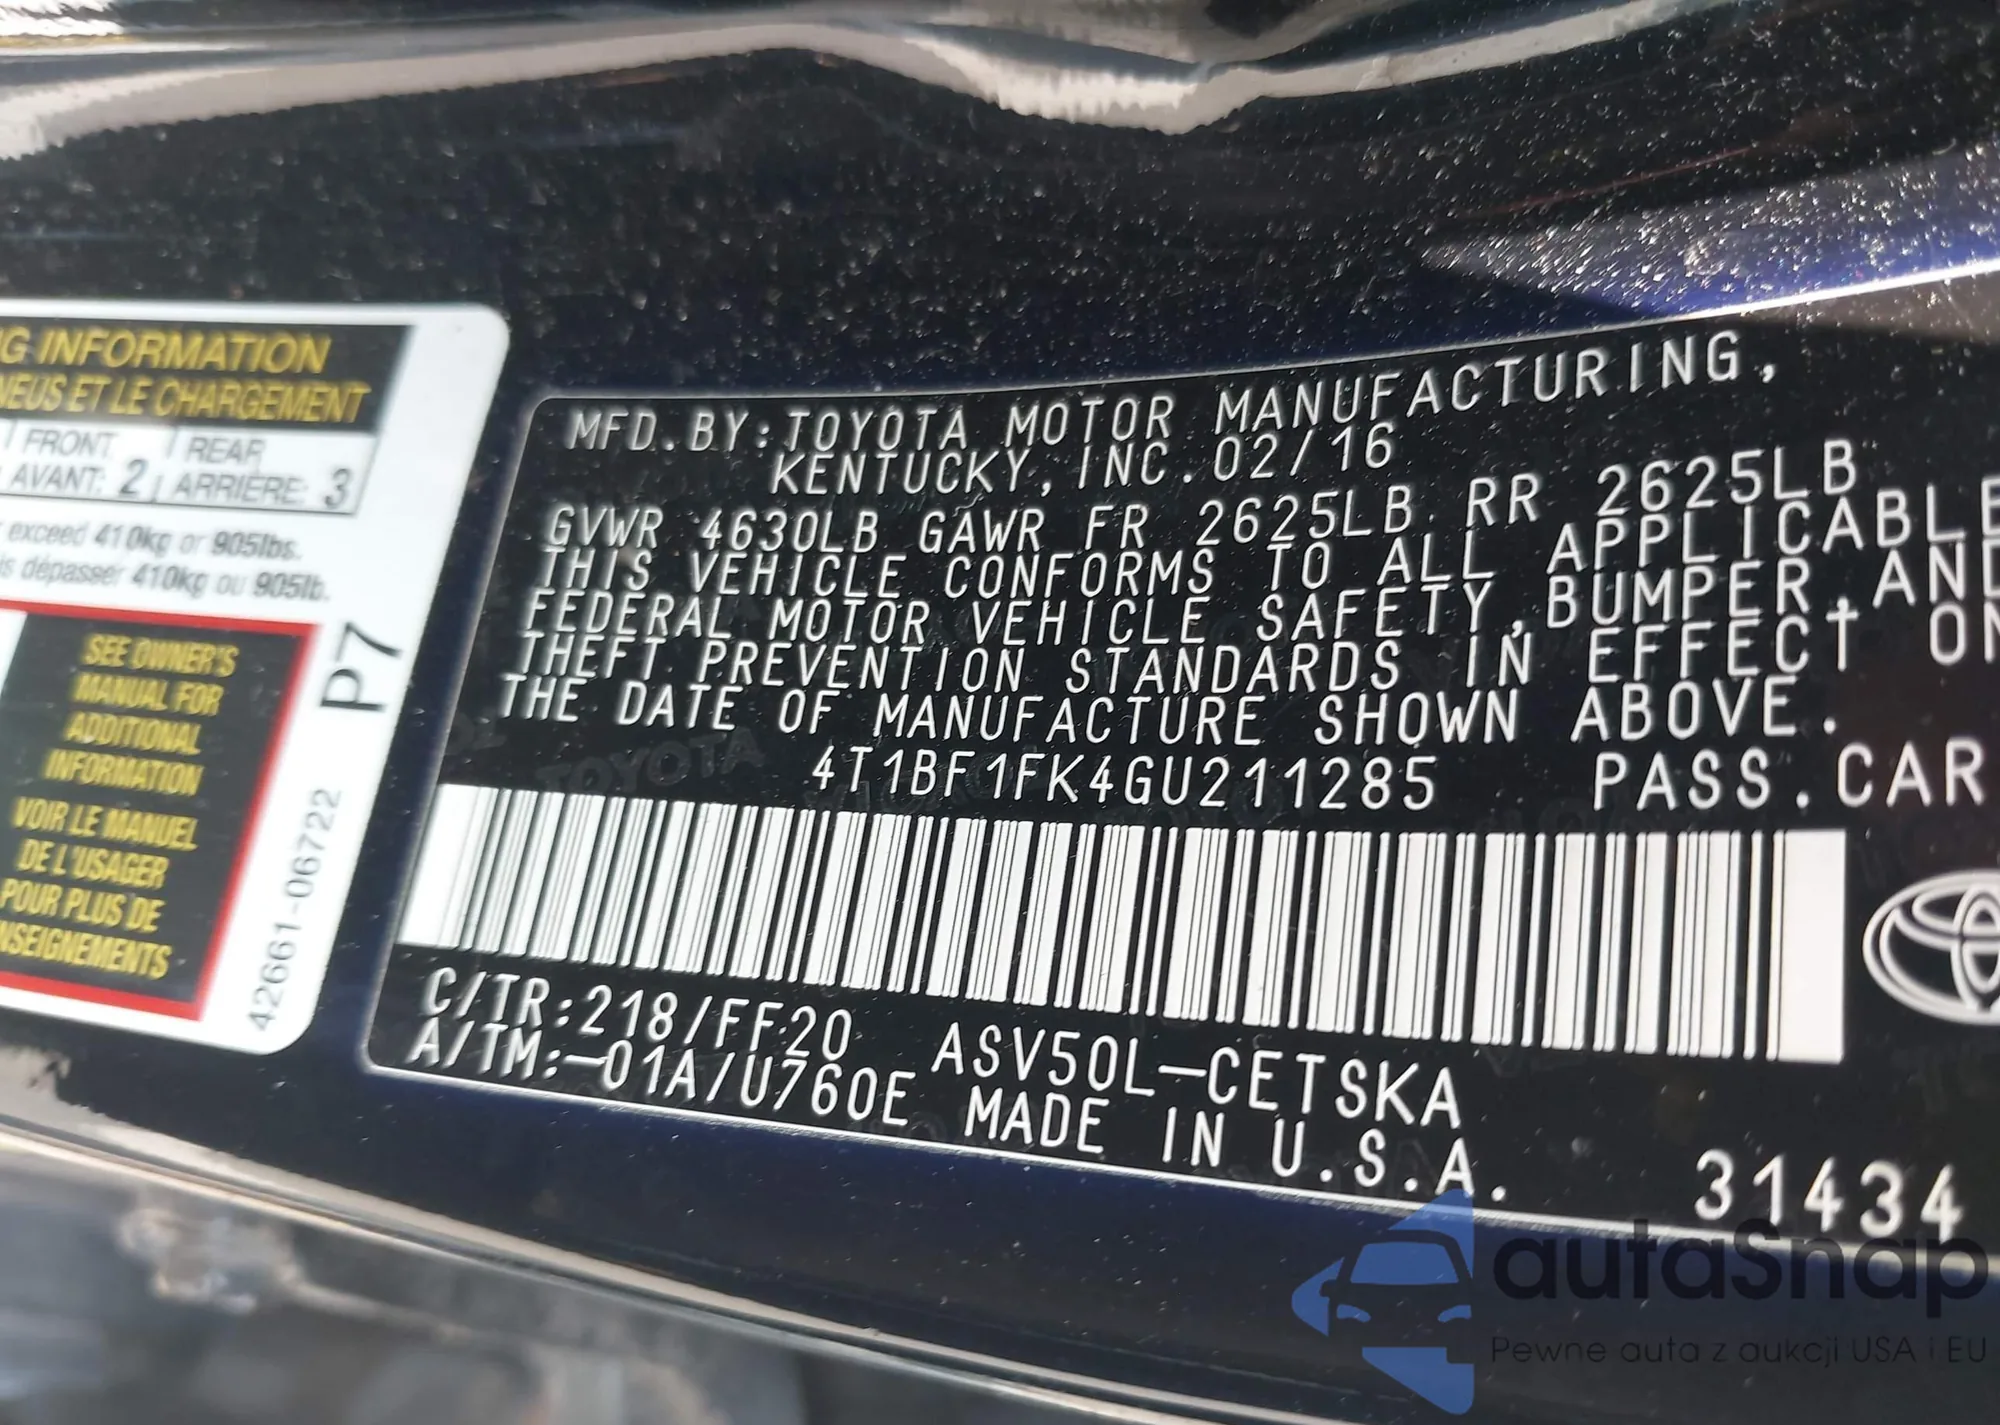 G INFORMATION
NEUS ET LE CHARGEMENT
FRONT REAR
AVANT: 2 ARRIÈRE: 3
exceed 410kg or 905lbs.
s dépasser 410kg ou 905lb.
SEE OWNER'S
MANUAL FOR
ADDITIONAL
INFORMATION
VOIR LE MANUEL
DE L'USAGER
POUR PLUS DE
NSEIGNEMENTS
P7
42661-06722
MFD.BY:TOYOTA MOTOR MANUFACTURING,
KENTUCKY, INC. 02/16
GVWR 4630LB GAWR FR 2625LB RR 2625LB
THIS VEHICLE CONFORMS TO ALL APPLICABLE
FEDERAL MOTOR VEHICLE SAFETY, BUMPER, AND
THEFT PREVENTION STANDARDS IN EFFECT ON
THE DATE OF MANUFACTURE SHOWN ABOVE.
4T1BF1FK4GU211285 PASS.CAR
C/TR:218/FF20 ASV50L-CETSKA
A/TM:-01A/U760E MADE IN U.S.A.
31434
autaSnap
Pewne auta z aukcji USA i EU